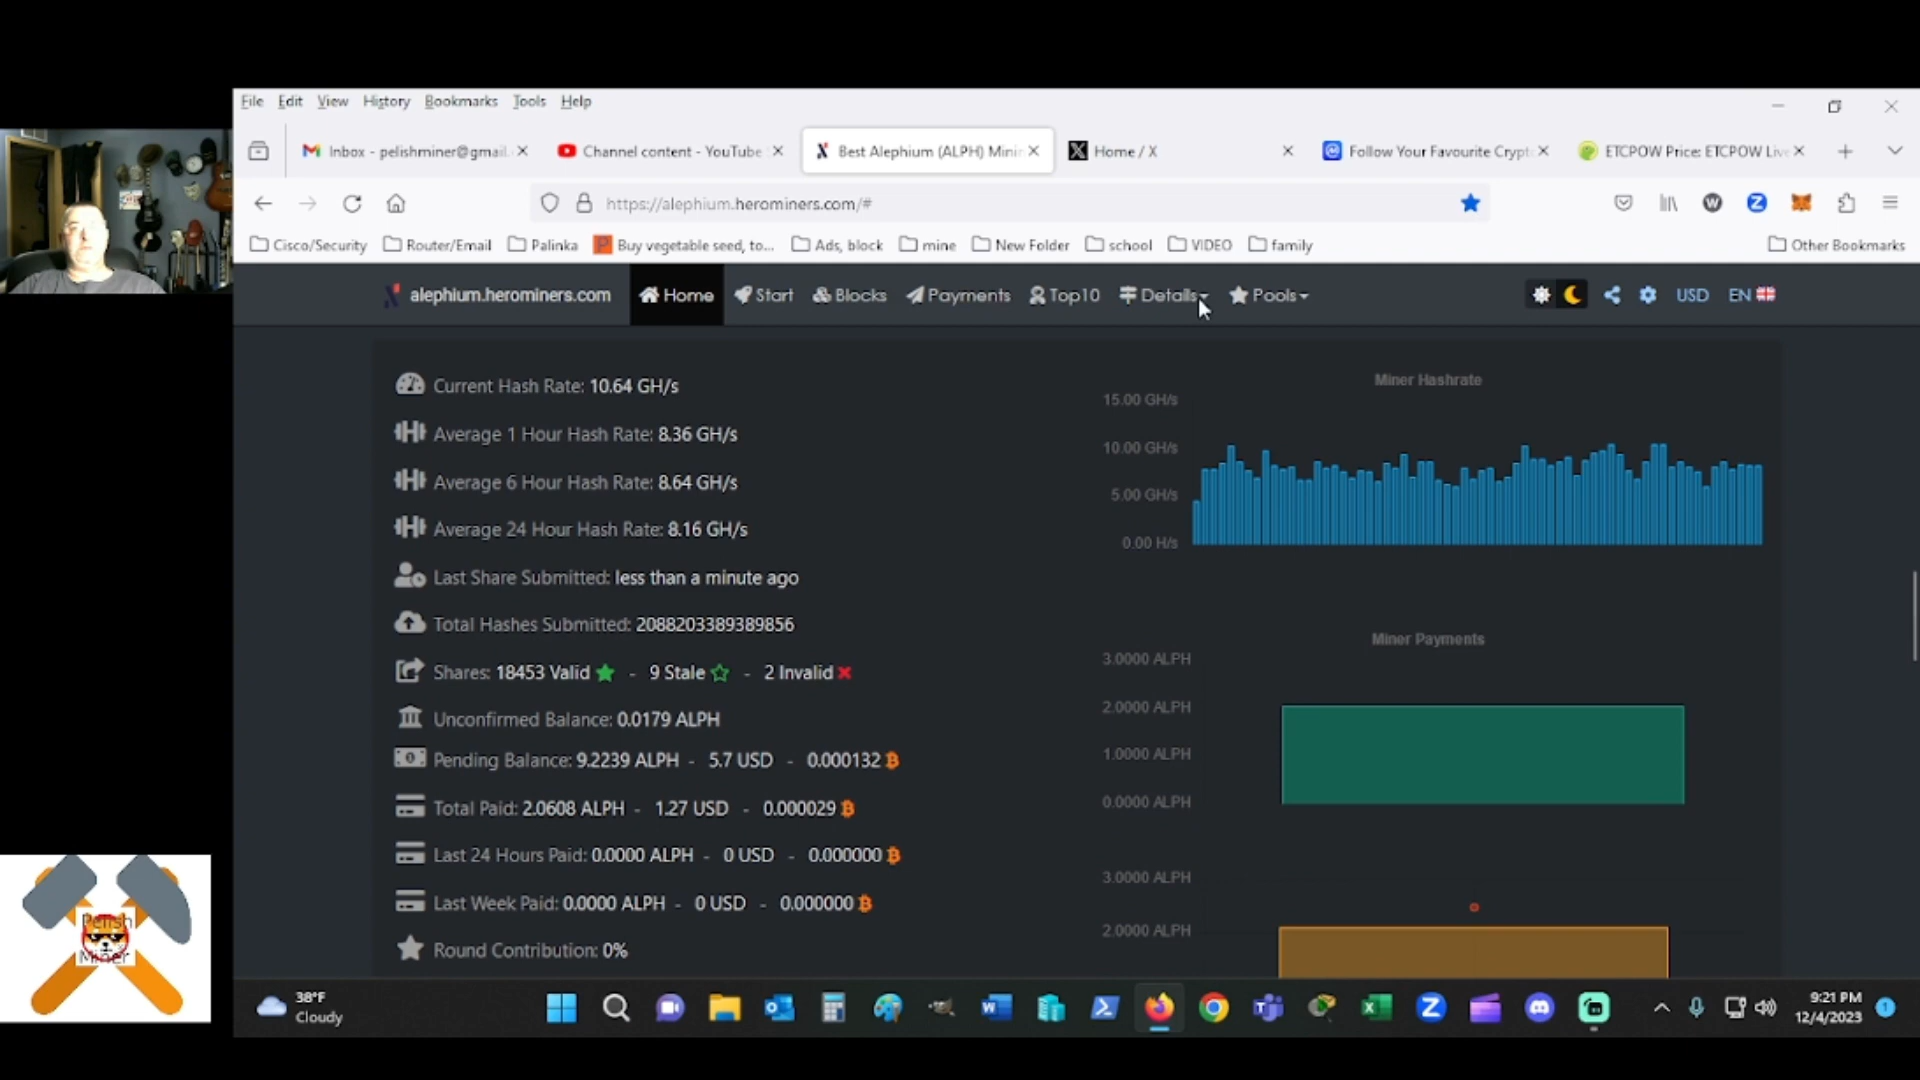 File Edit View History Bookmarks Tools Help
Inbox - pelishminer@gmail.
Channel content - YouTube
Best Alephium (ALPH) Minin
Home / X
Follow Your Favourite Crypto
ETCPOW Price: ETCPOW Live
https://alephium.herominers.com/#
Cisco/Security Router/Email Palinka Buy vegetable seed, to... Ads, block mine New Folder school VIDEO family Other Bookmarks
alephium.herominers.com Home Start Blocks Payments Top10 Details Pools USD EN
Current Hash Rate: 10.64 GH/s
Average 1 Hour Hash Rate: 8.36 GH/s
Average 6 Hour Hash Rate: 8.64 GH/s
Average 24 Hour Hash Rate: 8.16 GH/s
Last Share Submitted: less than a minute ago
Total Hashes Submitted: 2088203389389856
Shares: 18453 Valid - 9 Stale - 2 Invalid
Unconfirmed Balance: 0.0179 ALPH
Pending Balance: 9.2239 ALPH - 5.7 USD - 0.000132
Total Paid: 2.0608 ALPH - 1.27 USD - 0.000029
Last 24 Hours Paid: 0.0000 ALPH - 0 USD - 0.000000
Last Week Paid: 0.0000 ALPH - 0 USD - 0.000000
Round Contribution: 0%
Miner Hashrate
15.00 GH/s
10.00 GH/s
5.00 GH/s
0.00 H/s
Miner Payments
3.0000 ALPH
2.0000 ALPH
1.0000 ALPH
0.0000 ALPH
3.0000 ALPH
2.0000 ALPH
Pelish
Miner
38°F
Cloudy
9:21 PM
12/4/2023